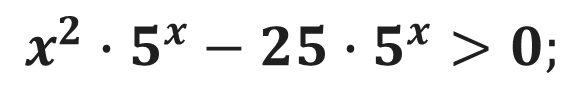 x² · 5ˣ − 25 · 5ˣ > 0;